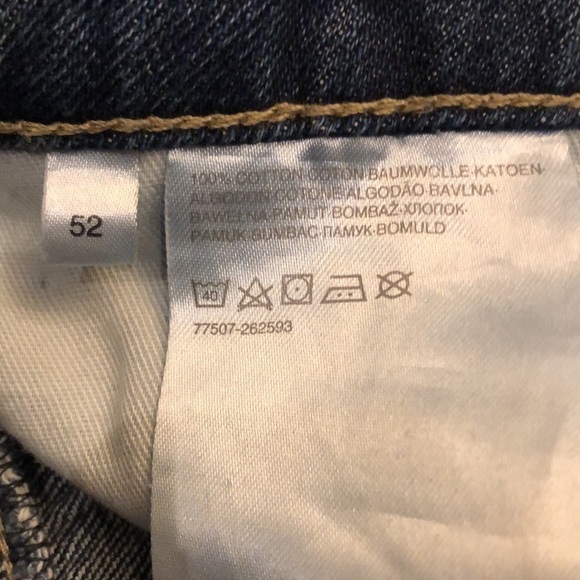 52
100% COTTON·COTON·BAUMWOLLE·KATOEN·
ALGODON·COTONE·ALGODÃO·BAVLNA·
BAWEŁNA·PAMUT·BOMBAŽ·ХЛОПОК·
PAMUK·BUMBAC·ПАМУК·BOMULD
40
77507-262593